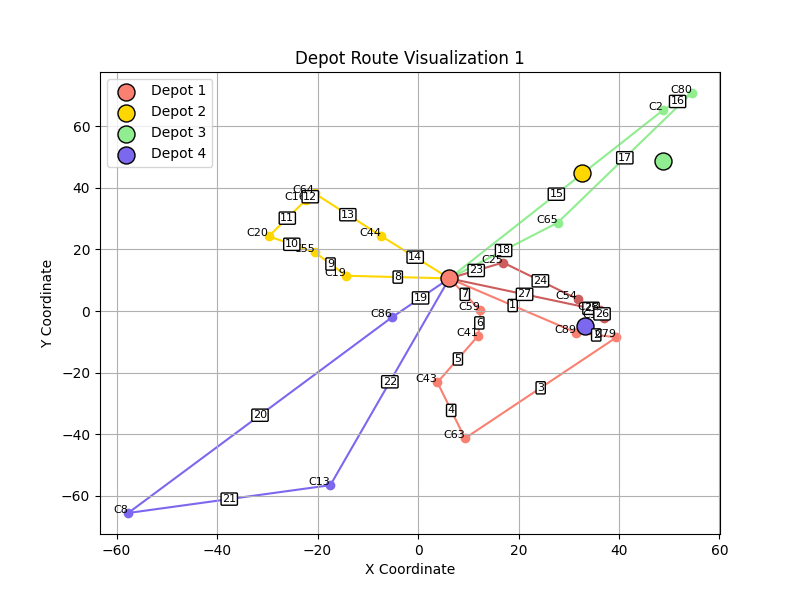 Depot Route Visualization 1
Depot 1
Depot 2
Depot 3
Depot 4
Y Coordinate
X Coordinate
60
40
20
0
−20
−40
−60
−60
−40
−20
0
20
40
60
C80
16
C2
17
15
C65
18
C64
12
11
13
C20
C44
10
9
C19
14
8
C25
23
24
7
19
27
1
C54
C59
C86
26
6
C41
C89
5
C43
22
3
4
20
C63
C13
21
C8